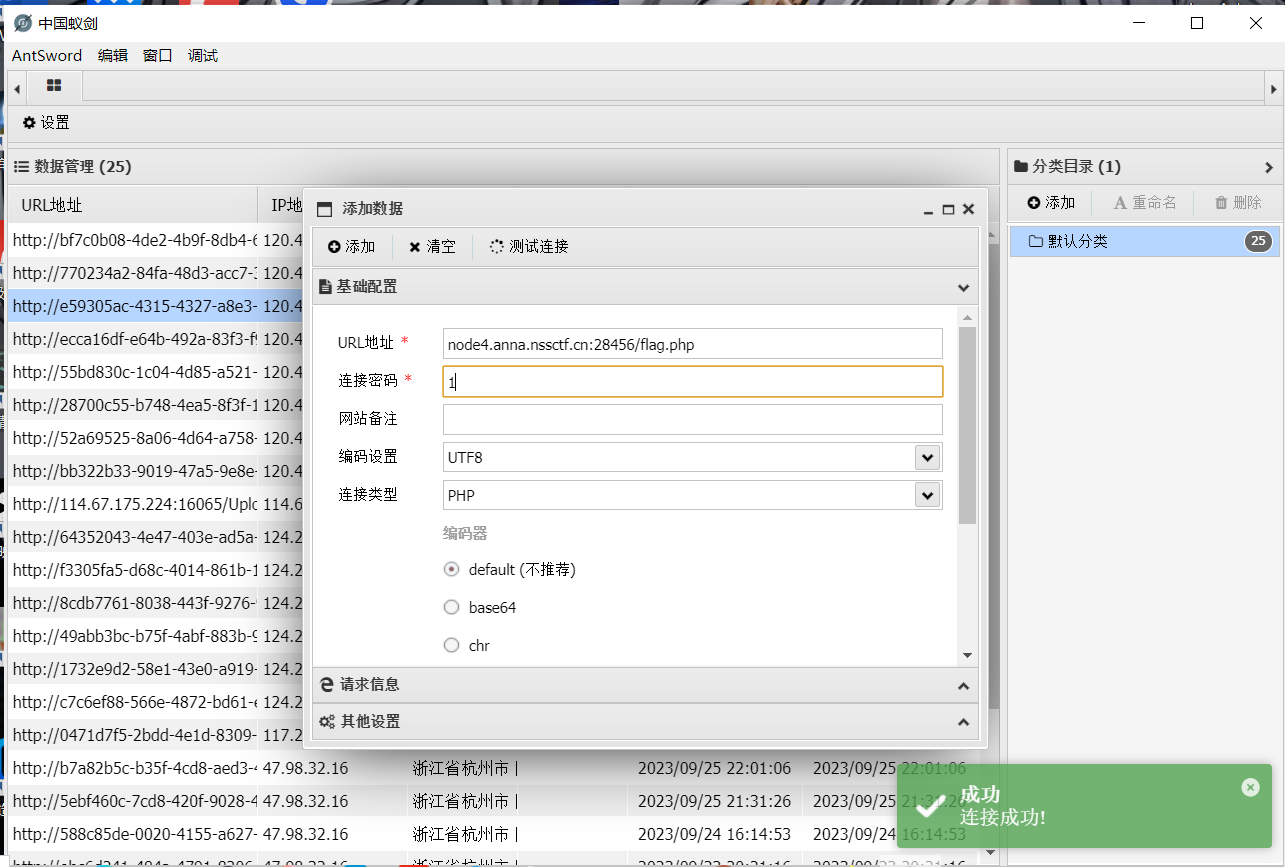 中国蚁剑
AntSword 编辑 窗口 调试
设置
数据管理 (25)
分类目录 (1)
URL地址 IP地
添加 重命名 删除
默认分类 25
添加数据
添加 清空 测试连接
基础配置
URL地址 * node4.anna.nssctf.cn:28456/flag.php
连接密码 * 1
网站备注
编码设置 UTF8
连接类型 PHP
编码器
default (不推荐)
base64
chr
请求信息
其他设置
http://bf7c0b08-4de2-4b9f-8db4- 120.4
http://770234a2-84fa-48d3-acc7- 120.4
http://e59305ac-4315-4327-a8e3- 120.4
http://ecca16df-e64b-492a-83f3- 120.4
http://55bd830c-1c04-4d85-a521- 120.4
http://28700c55-b748-4ea5-8f3f- 120.4
http://52a69525-8a06-4d64-a758- 120.4
http://bb322b33-9019-47a5-9e8e- 120.4
http://114.67.175.224:16065/Uplo 114.6
http://64352043-4e47-403e-ad5a- 124.2
http://f3305fa5-d68c-4014-861b- 124.2
http://8cdb7761-8038-443f-9276- 124.2
http://49abb3bc-b75f-4abf-883b- 124.2
http://1732e9d2-58e1-43e0-a919- 124.2
http://c7c6ef88-566e-4872-bd61- 124.2
http://0471d7f5-2bdd-4e1d-8309- 117.2
http://b7a82b5c-b35f-4cd8-aed3- 47.98.32.16 浙江省杭州市 | 2023/09/25 22:01:06 2023/09/25 22:01:06
http://5ebf460c-7cd8-420f-9028- 47.98.32.16 浙江省杭州市 | 2023/09/25 21:31:26 2023/09/25 21:31:26
http://588c85de-0020-4155-a627- 47.98.32.16 浙江省杭州市 | 2023/09/24 16:14:53 2023/09/24 16:14:53
成功
连接成功!